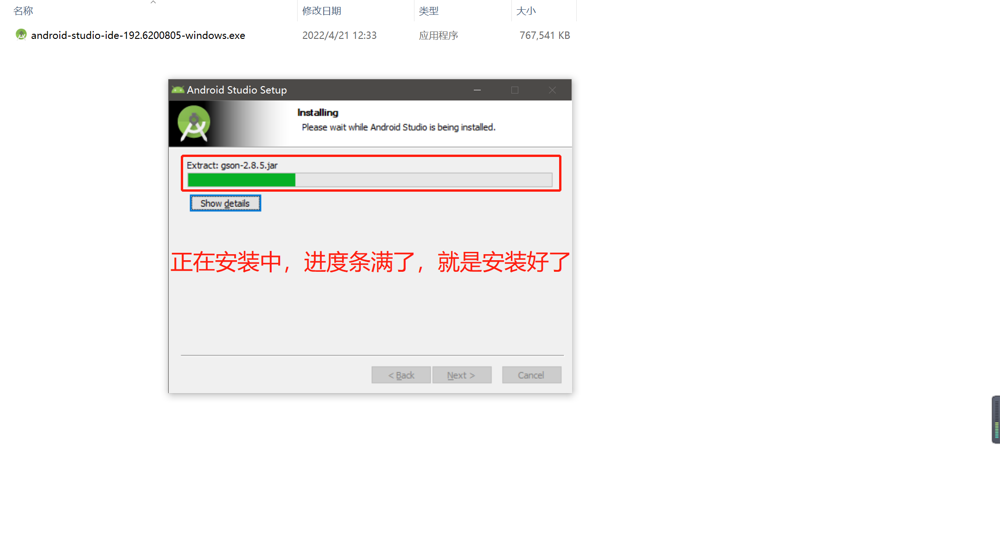 名称 修改日期 类型 大小
android-studio-ide-192.6200805-windows.exe 2022/4/21 12:33 应用程序 767,541 KB
Android Studio Setup
Installing
Please wait while Android Studio is being installed.
Extract: gson-2.8.5.jar
Show details
正在安装中，进度条满了，就是安装好了
< Back Next > Cancel